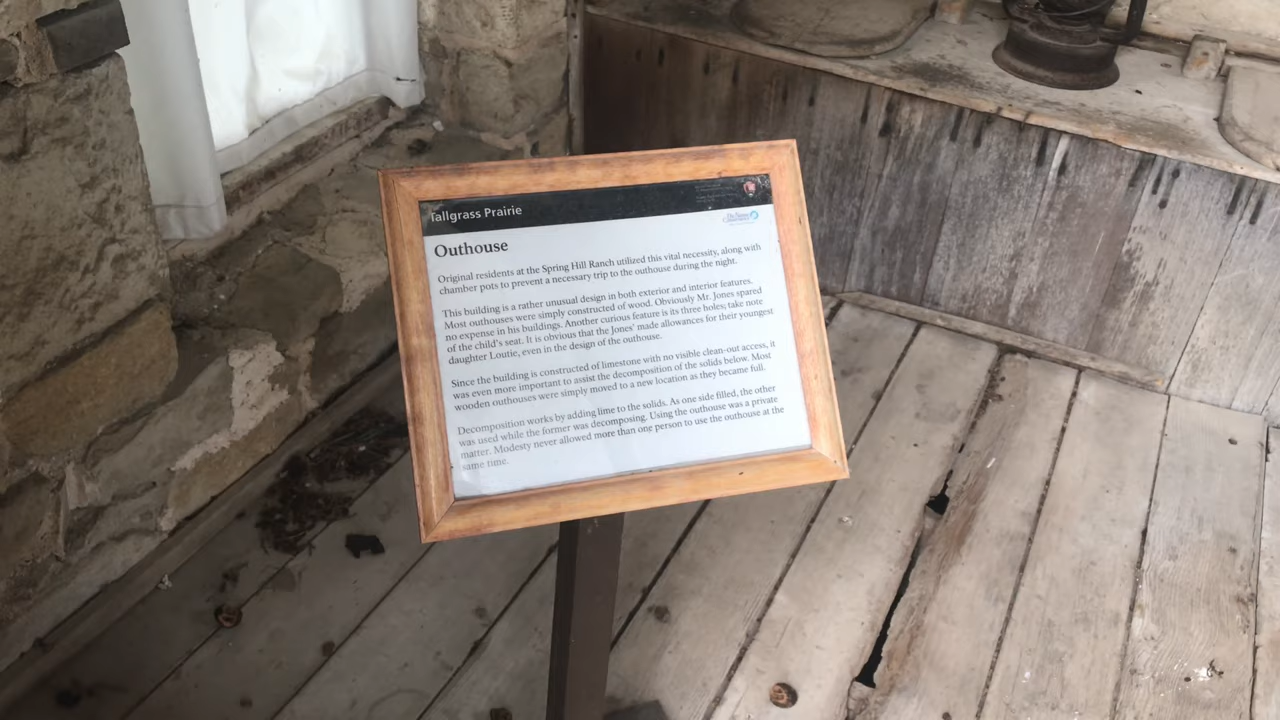 Tallgrass Prairie
Outhouse
Original residents at the Spring Hill Ranch utilized this vital necessity, along with
chamber pots to prevent a necessary trip to the outhouse during the night.
This building is a rather unusual design in both exterior and interior features.
Most outhouses were simply constructed of wood. Obviously Mr. Jones spared
no expense in his buildings. Another curious feature is its three holes; take note
of the child's seat. It is obvious that the Jones' made allowances for their youngest
daughter Loutie, even in the design of the outhouse.
Since the building is constructed of limestone with no visible clean-out access, it
was even more important to assist the decomposition of the solids below. Most
wooden outhouses were simply moved to a new location as they became full.
Decomposition works by adding lime to the solids. As one side filled, the other
was used while the former was decomposing. Using the outhouse was a private
matter. Modesty never allowed more than one person to use the outhouse at the
same time.